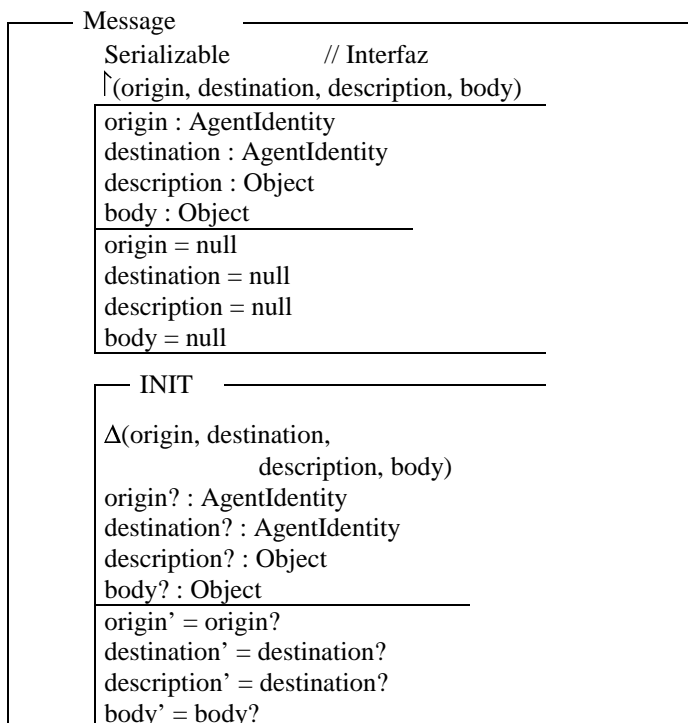 Message
Serializable // Interfaz
↾(origin, destination, description, body)
origin : AgentIdentity
destination : AgentIdentity
description : Object
body : Object
origin = null
destination = null
description = null
body = null
INIT
Δ(origin, destination,
description, body)
origin? : AgentIdentity
destination? : AgentIdentity
description? : Object
body? : Object
origin’ = origin?
destination’ = destination?
description’ = destination?
body’ = body?